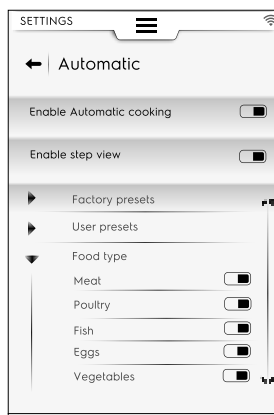 SETTINGS
Automatic
Enable Automatic cooking
Enable step view
Factory presets
User presets
Food type
Meat
Poultry
Fish
Eggs
Vegetables